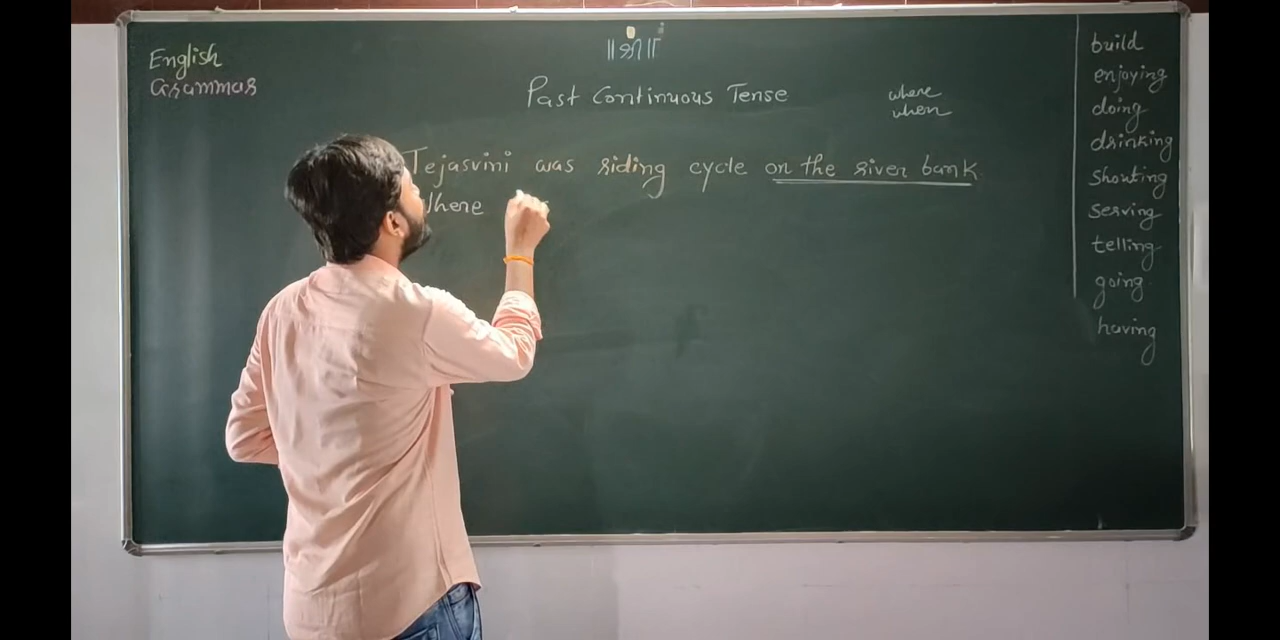 ॥श्री॥
English
Grammar
Past Continuous Tense
where
when
Tejasvini was riding cycle on the river bank
Where
build
enjoying
doing
drinking
shouting
serving
telling
going
having